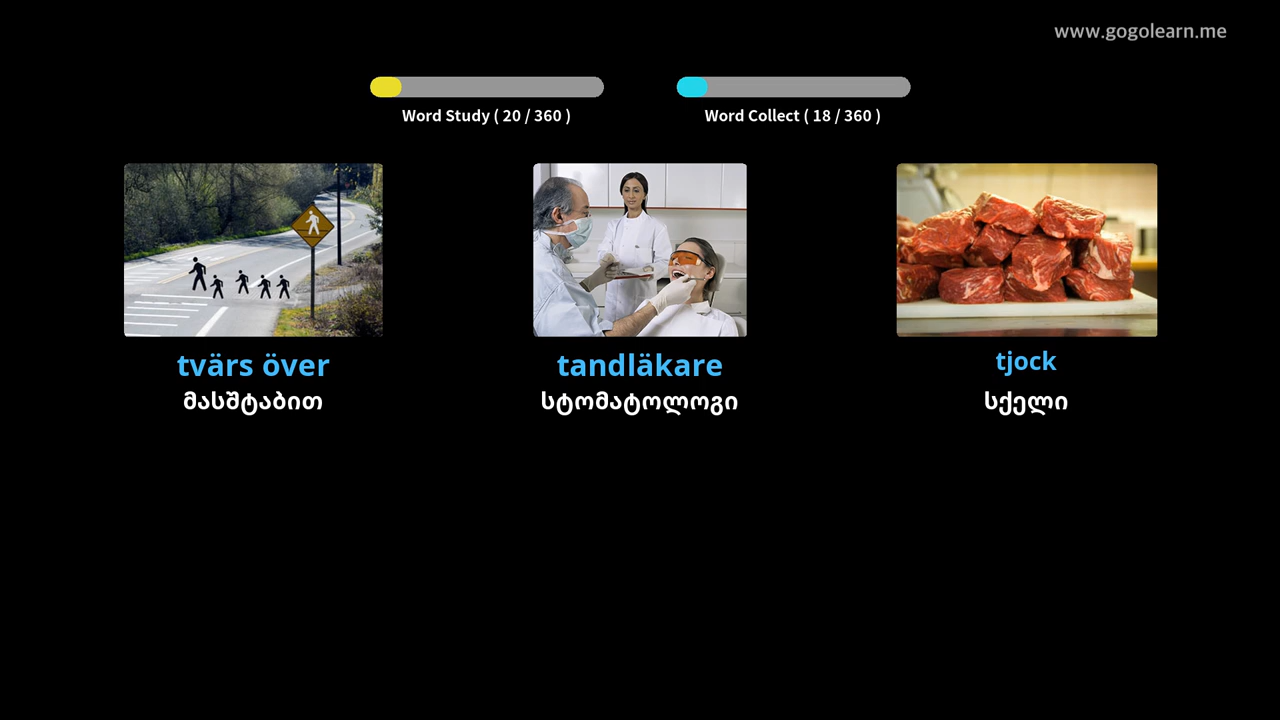 www.gogolearn.me
Word Study ( 20 / 360 )
Word Collect ( 18 / 360 )
tvärs över
მასშტაბით
tandläkare
სტომატოლოგი
tjock
სქელი